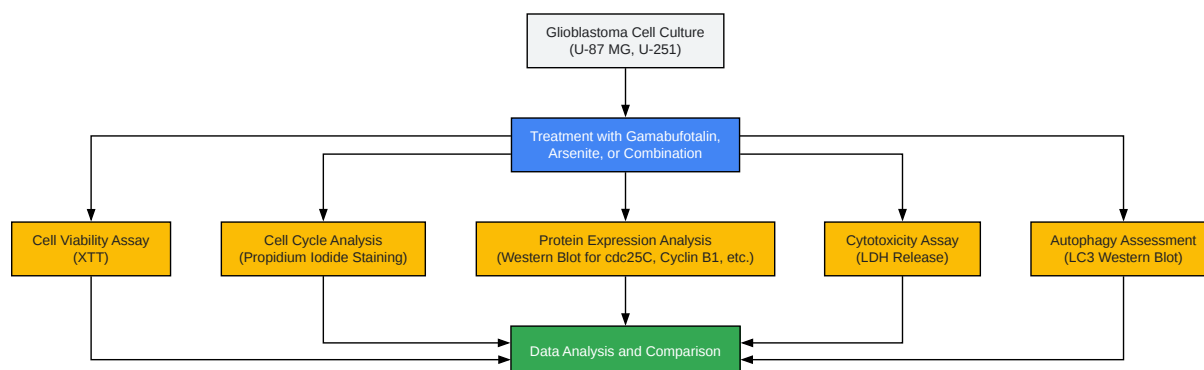 Glioblastoma Cell Culture
(U-87 MG, U-251)
Treatment with Gamabufotalin,
Arsenite, or Combination
Cell Viability Assay
(XTT)
Cell Cycle Analysis
(Propidium Iodide Staining)
Protein Expression Analysis
(Western Blot for cdc25C, Cyclin B1, etc.)
Cytotoxicity Assay
(LDH Release)
Autophagy Assessment
(LC3 Western Blot)
Data Analysis and Comparison